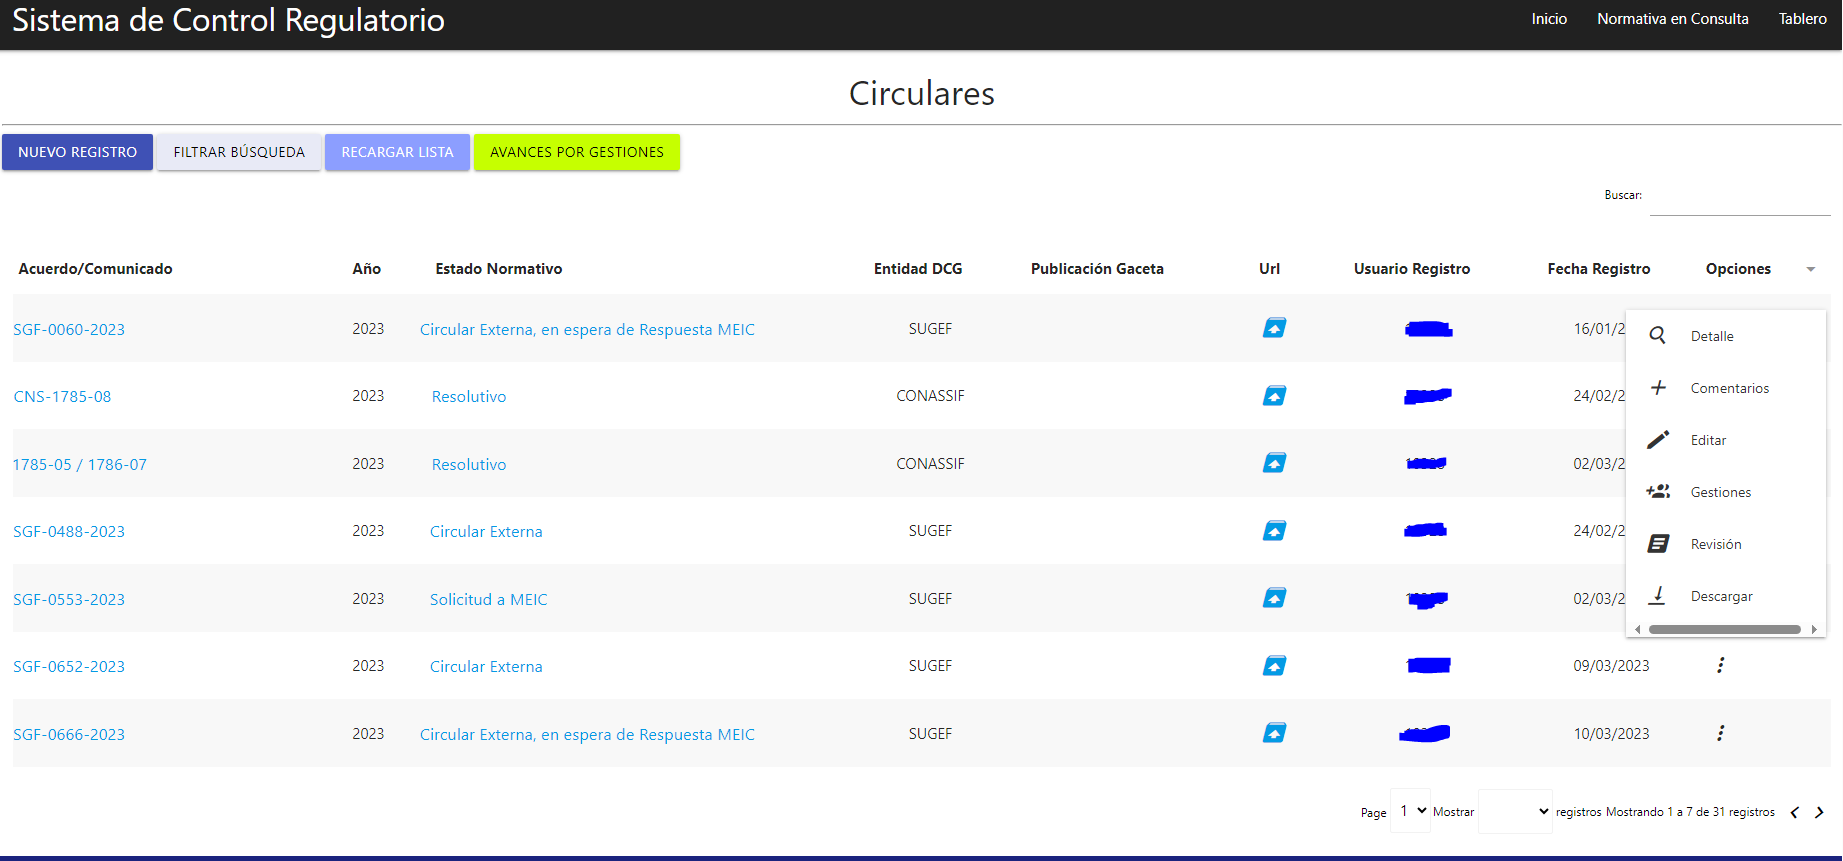 Sistema de Control Regulatorio
Inicio Normativa en Consulta Tablero
Circulares
NUEVO REGISTRO FILTRAR BÚSQUEDA RECARGAR LISTA AVANCES POR GESTIONES
Buscar:
Acuerdo/Comunicado Año Estado Normativo Entidad DCG Publicación Gaceta Url Usuario Registro Fecha Registro Opciones
SGF-0060-2023 2023 Circular Externa, en espera de Respuesta MEIC SUGEF 16/01/2
CNS-1785-08 2023 Resolutivo CONASSIF 24/02/2
1785-05 / 1786-07 2023 Resolutivo CONASSIF 02/03/2
SGF-0488-2023 2023 Circular Externa SUGEF 24/02/2
SGF-0553-2023 2023 Solicitud a MEIC SUGEF 02/03/2
SGF-0652-2023 2023 Circular Externa SUGEF 09/03/2023
SGF-0666-2023 2023 Circular Externa, en espera de Respuesta MEIC SUGEF 10/03/2023
Detalle
Comentarios
Editar
Gestiones
Revisión
Descargar
Page 1 Mostrar registros Mostrando 1 a 7 de 31 registros